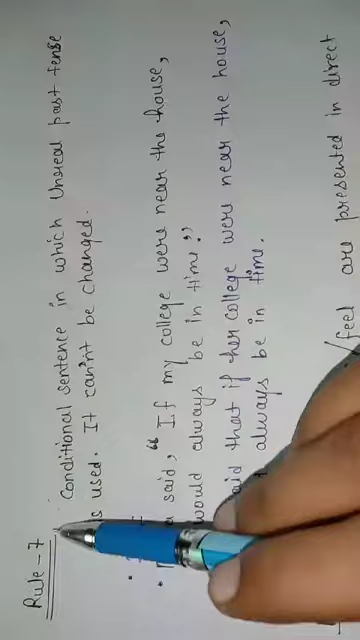 Rule-7
Conditional sentence in which Unreal past tense
is used. It can'nt be changed.
said, "If my college were near the house,
would always be in time."
said that if her college were near the house,
always be in time.
/feel are presented in direct